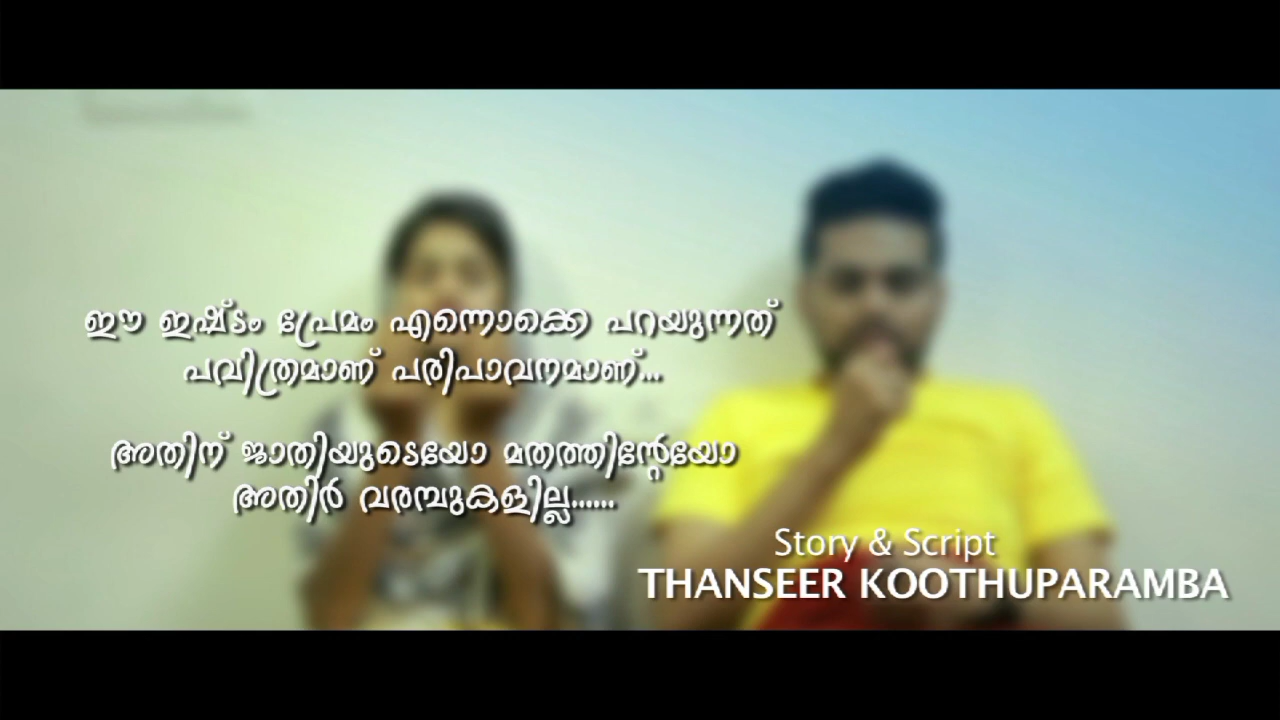 ഈ ഇഷ്ടം പ്രേമം എന്നൊക്കെ പറയുന്നത്
പവിത്രമാണ് പരിപാവനമാണ്...
അതിന് ജാതിയുടെയോ മതത്തിന്റേയോ
അതിർ വരമ്പുകളില്ല......
Story & Script
THANSEER KOOTHUPARAMBA